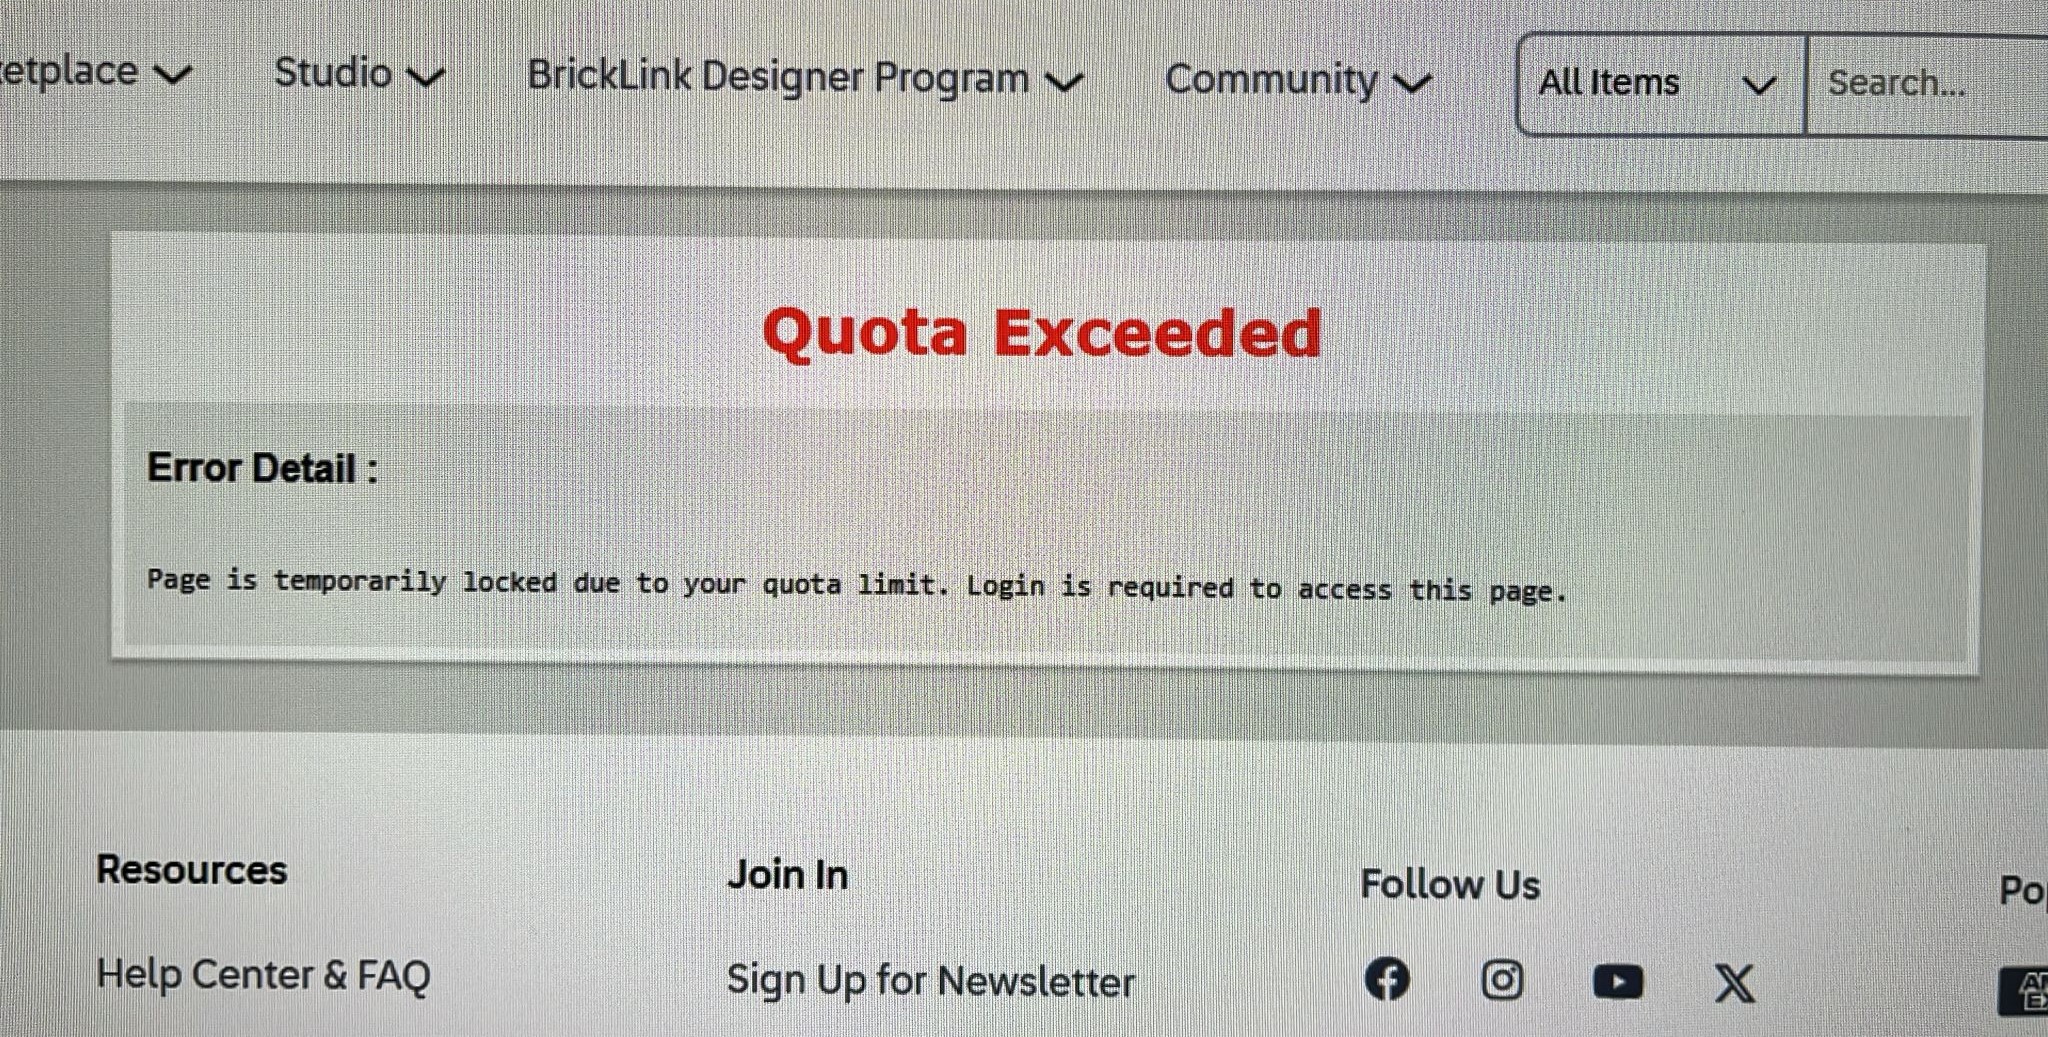 Studio
BrickLink Designer Program
Community
All Items
Search...
Quota Exceeded
Error Detail :
Page is temporarily locked due to your quota limit. Login is required to access this page.
Resources
Join In
Follow Us
Help Center & FAQ
Sign Up for Newsletter